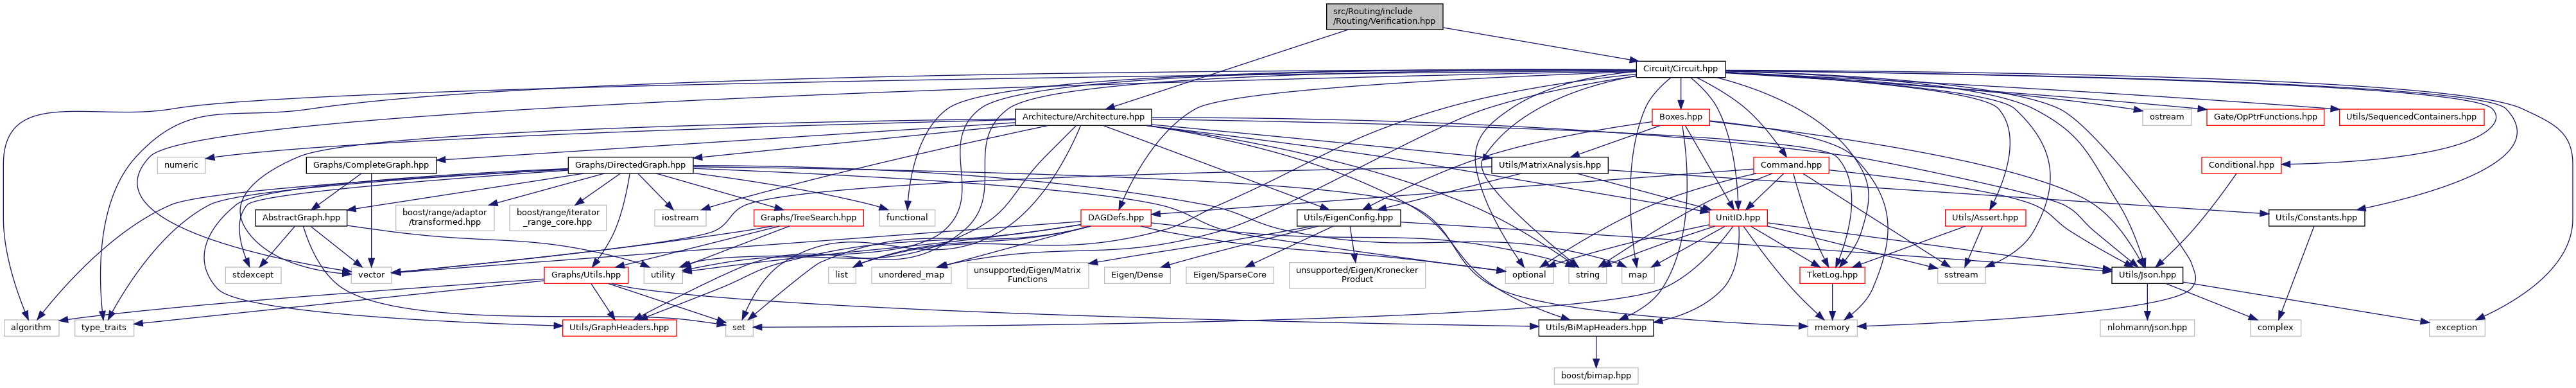 src/Routing/include
/Routing/Verification.hpp
Circuit/Circuit.hpp
Architecture/Architecture.hpp
Boxes.hpp
ostream
Gate/OpPtrFunctions.hpp
Utils/SequencedContainers.hpp
numeric
Graphs/CompleteGraph.hpp
Graphs/DirectedGraph.hpp
Utils/MatrixAnalysis.hpp
Command.hpp
Conditional.hpp
AbstractGraph.hpp
boost/range/adaptor
/transformed.hpp
boost/range/iterator
_range_core.hpp
iostream
Graphs/TreeSearch.hpp
functional
DAGDefs.hpp
Utils/EigenConfig.hpp
UnitID.hpp
Utils/Assert.hpp
Utils/Constants.hpp
stdexcept
vector
Graphs/Utils.hpp
utility
list
unordered_map
unsupported/Eigen/Matrix
Functions
Eigen/Dense
Eigen/SparseCore
unsupported/Eigen/Kronecker
Product
optional
string
map
TketLog.hpp
sstream
Utils/Json.hpp
algorithm
type_traits
Utils/GraphHeaders.hpp
set
Utils/BiMapHeaders.hpp
memory
nlohmann/json.hpp
complex
exception
boost/bimap.hpp